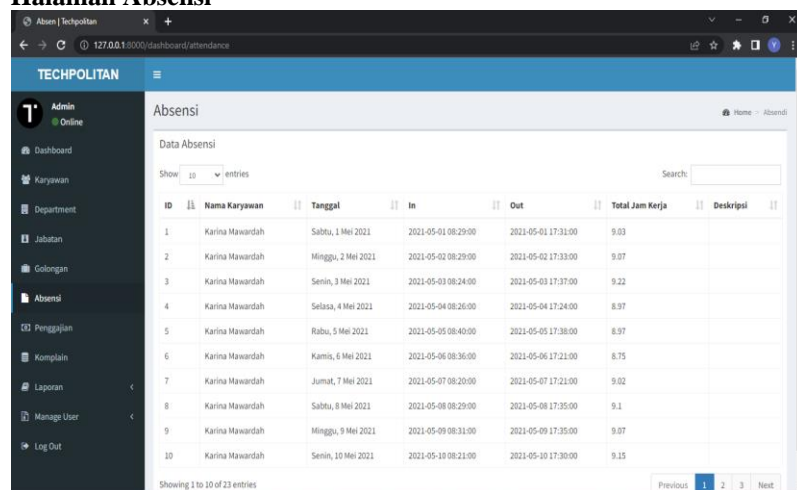 Halaman Absensi
Absen | Techpolitan
127.0.0.1:8000/dashboard/attendance
TECHPOLITAN
Admin
Online
Dashboard
Karyawan
Department
Jabatan
Golongan
Absensi
Penggajian
Komplain
Laporan
Manage User
Log Out
Absensi
Home > Absendi
Data Absensi
Show 10 entries
Search:
ID Nama Karyawan Tanggal In Out Total Jam Kerja Deskripsi
1 Karina Mawardah Sabtu, 1 Mei 2021 2021-05-01 08:29:00 2021-05-01 17:31:00 9.03
2 Karina Mawardah Minggu, 2 Mei 2021 2021-05-02 08:29:00 2021-05-02 17:33:00 9.07
3 Karina Mawardah Senin, 3 Mei 2021 2021-05-03 08:24:00 2021-05-03 17:37:00 9.22
4 Karina Mawardah Selasa, 4 Mei 2021 2021-05-04 08:26:00 2021-05-04 17:24:00 8.97
5 Karina Mawardah Rabu, 5 Mei 2021 2021-05-05 08:40:00 2021-05-05 17:38:00 8.97
6 Karina Mawardah Kamis, 6 Mei 2021 2021-05-06 08:36:00 2021-05-06 17:21:00 8.75
7 Karina Mawardah Jumat, 7 Mei 2021 2021-05-07 08:20:00 2021-05-07 17:21:00 9.02
8 Karina Mawardah Sabtu, 8 Mei 2021 2021-05-08 08:29:00 2021-05-08 17:35:00 9.1
9 Karina Mawardah Minggu, 9 Mei 2021 2021-05-09 08:31:00 2021-05-09 17:35:00 9.07
10 Karina Mawardah Senin, 10 Mei 2021 2021-05-10 08:21:00 2021-05-10 17:30:00 9.15
Showing 1 to 10 of 23 entries
Previous 1 2 3 Next